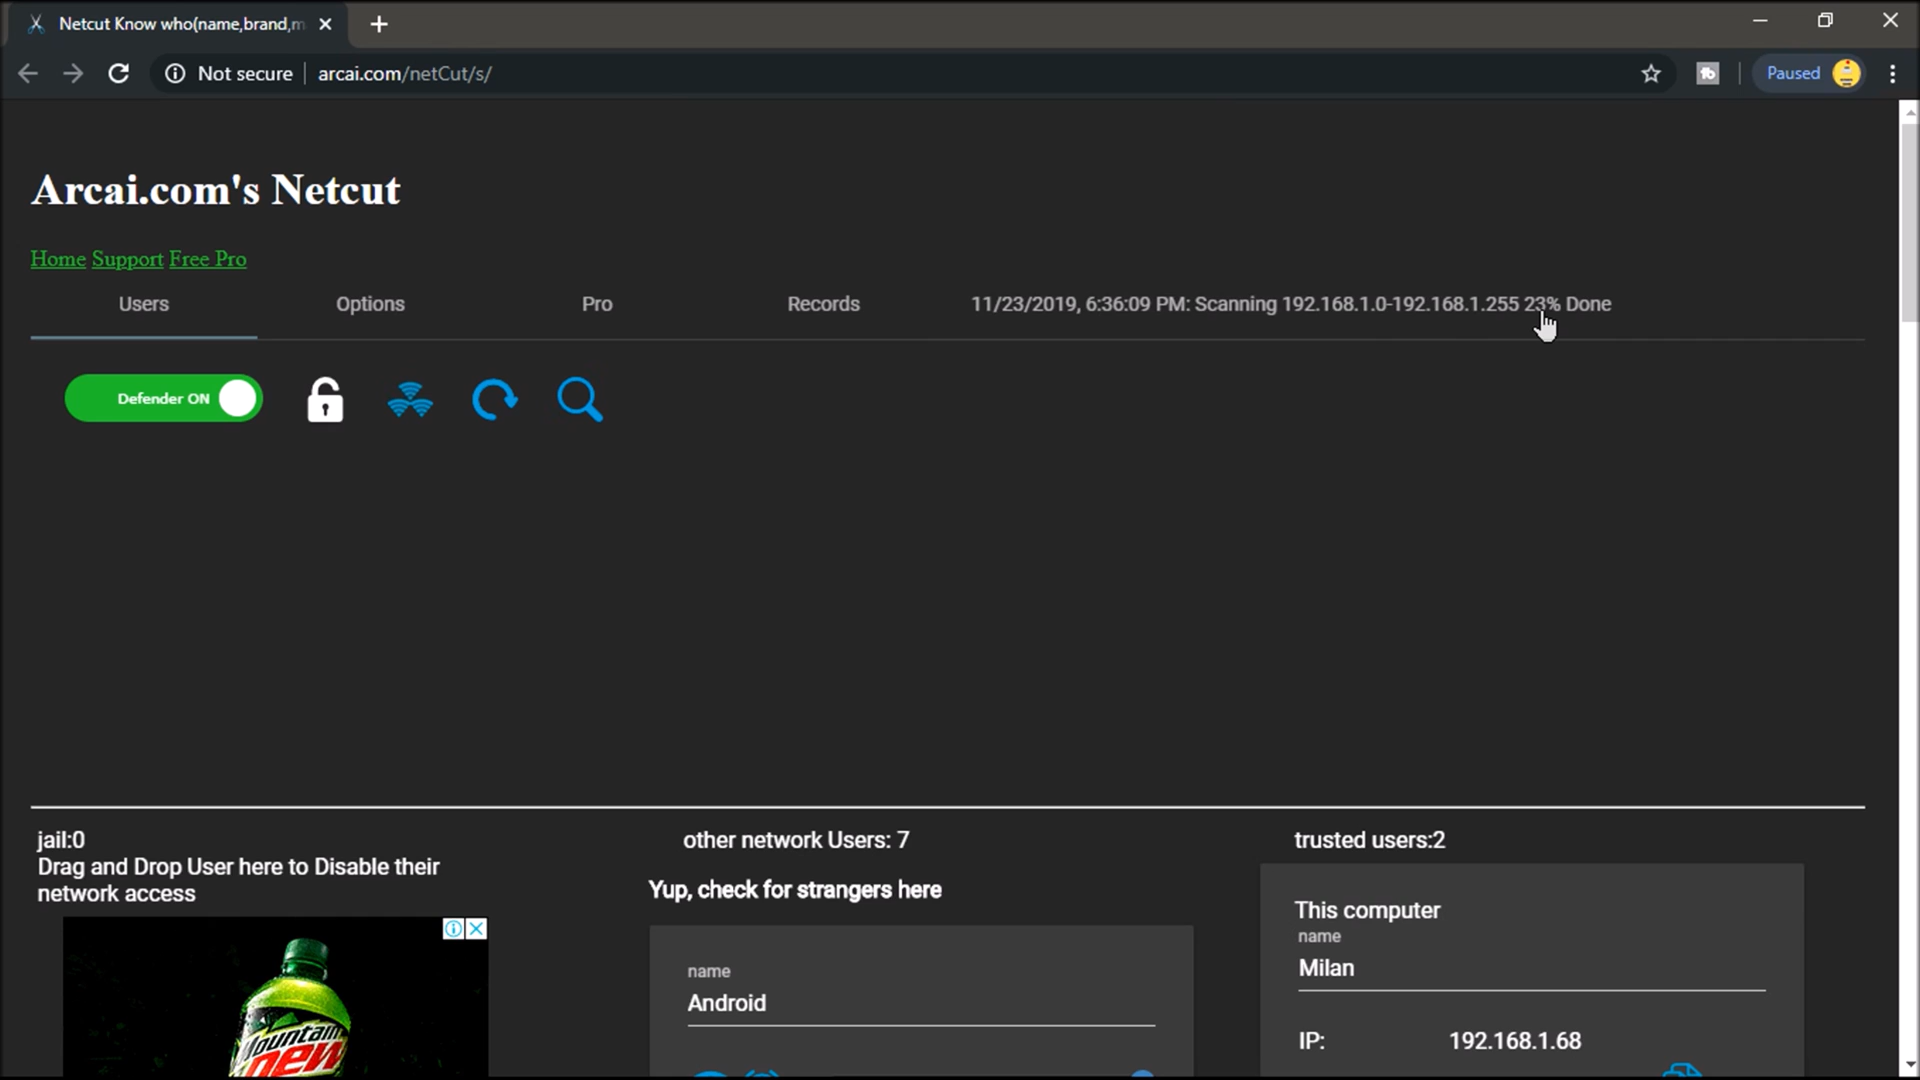 Netcut Know who(name,brand,m
Not secure
arcai.com/netCut/s/
Paused
Arcai.com's Netcut
Home Support Free Pro
Users
Options
Pro
Records
11/23/2019, 6:36:09 PM: Scanning 192.168.1.0-192.168.1.255 23% Done
Defender ON
jail:0
Drag and Drop User here to Disable their
network access
Mountain
Dew
other network Users: 7
Yup, check for strangers here
name
Android
trusted users:2
This computer
name
Milan
IP:
192.168.1.68